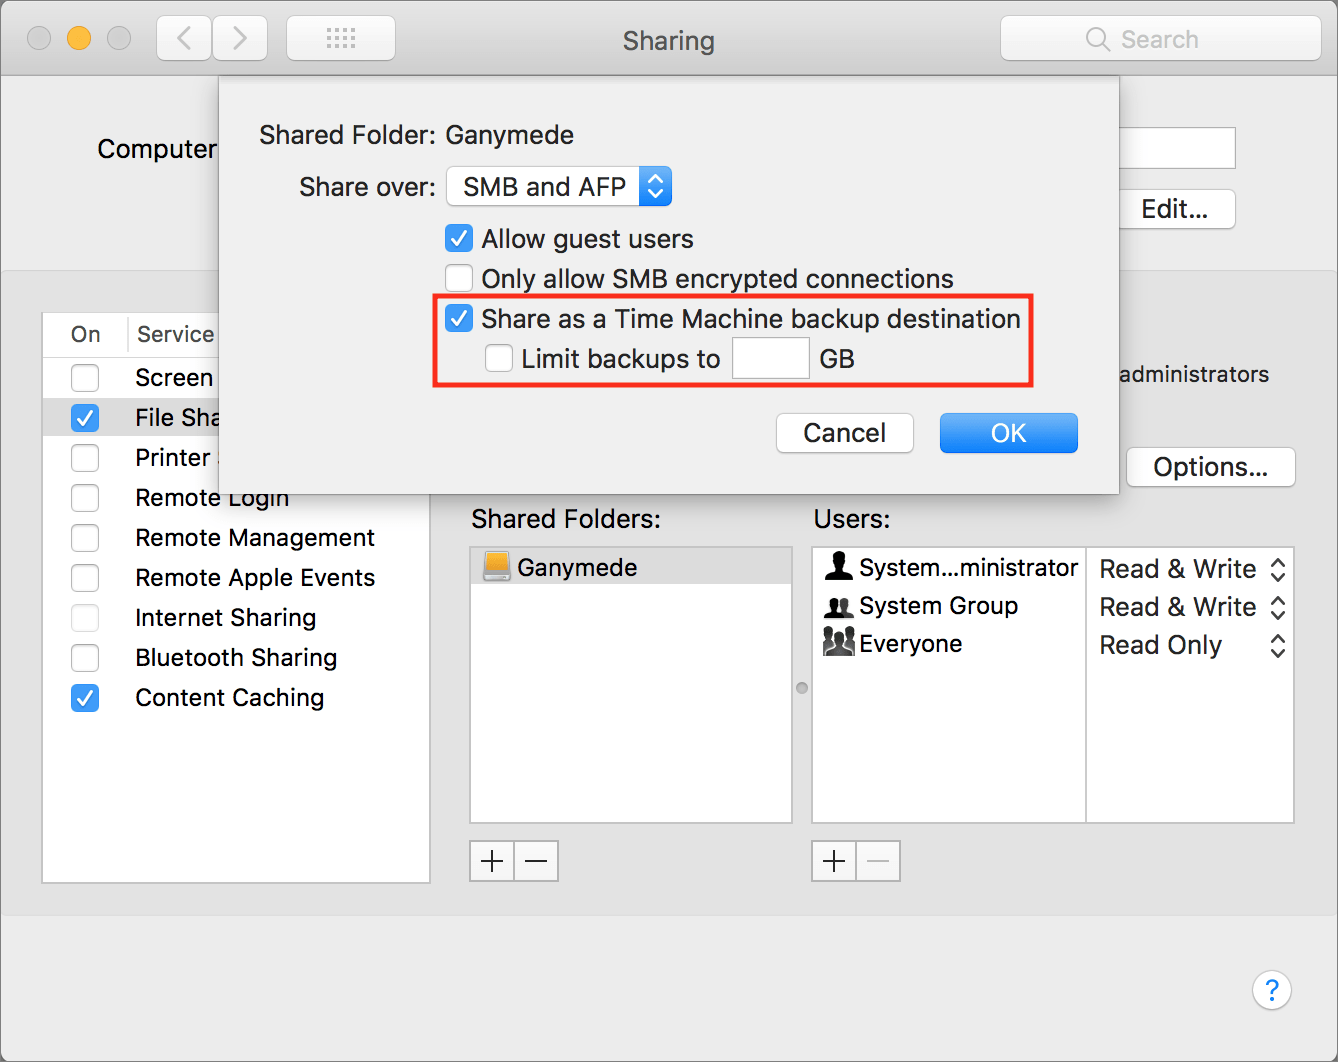 Sharing
Search
Shared Folder: Ganymede
Computer
Share over: SMB and AFP
Edit...
Allow guest users
Only allow SMB encrypted connections
Share as a Time Machine backup destination
On Service
Limit backups to GB
Screen
administrators
File Sha
Cancel OK
Printer
Options...
Remote Login
Shared Folders: Users:
Remote Management
Ganymede
System...ministrator Read & Write
Remote Apple Events
System Group Read & Write
Internet Sharing
Everyone Read Only
Bluetooth Sharing
Content Caching
?